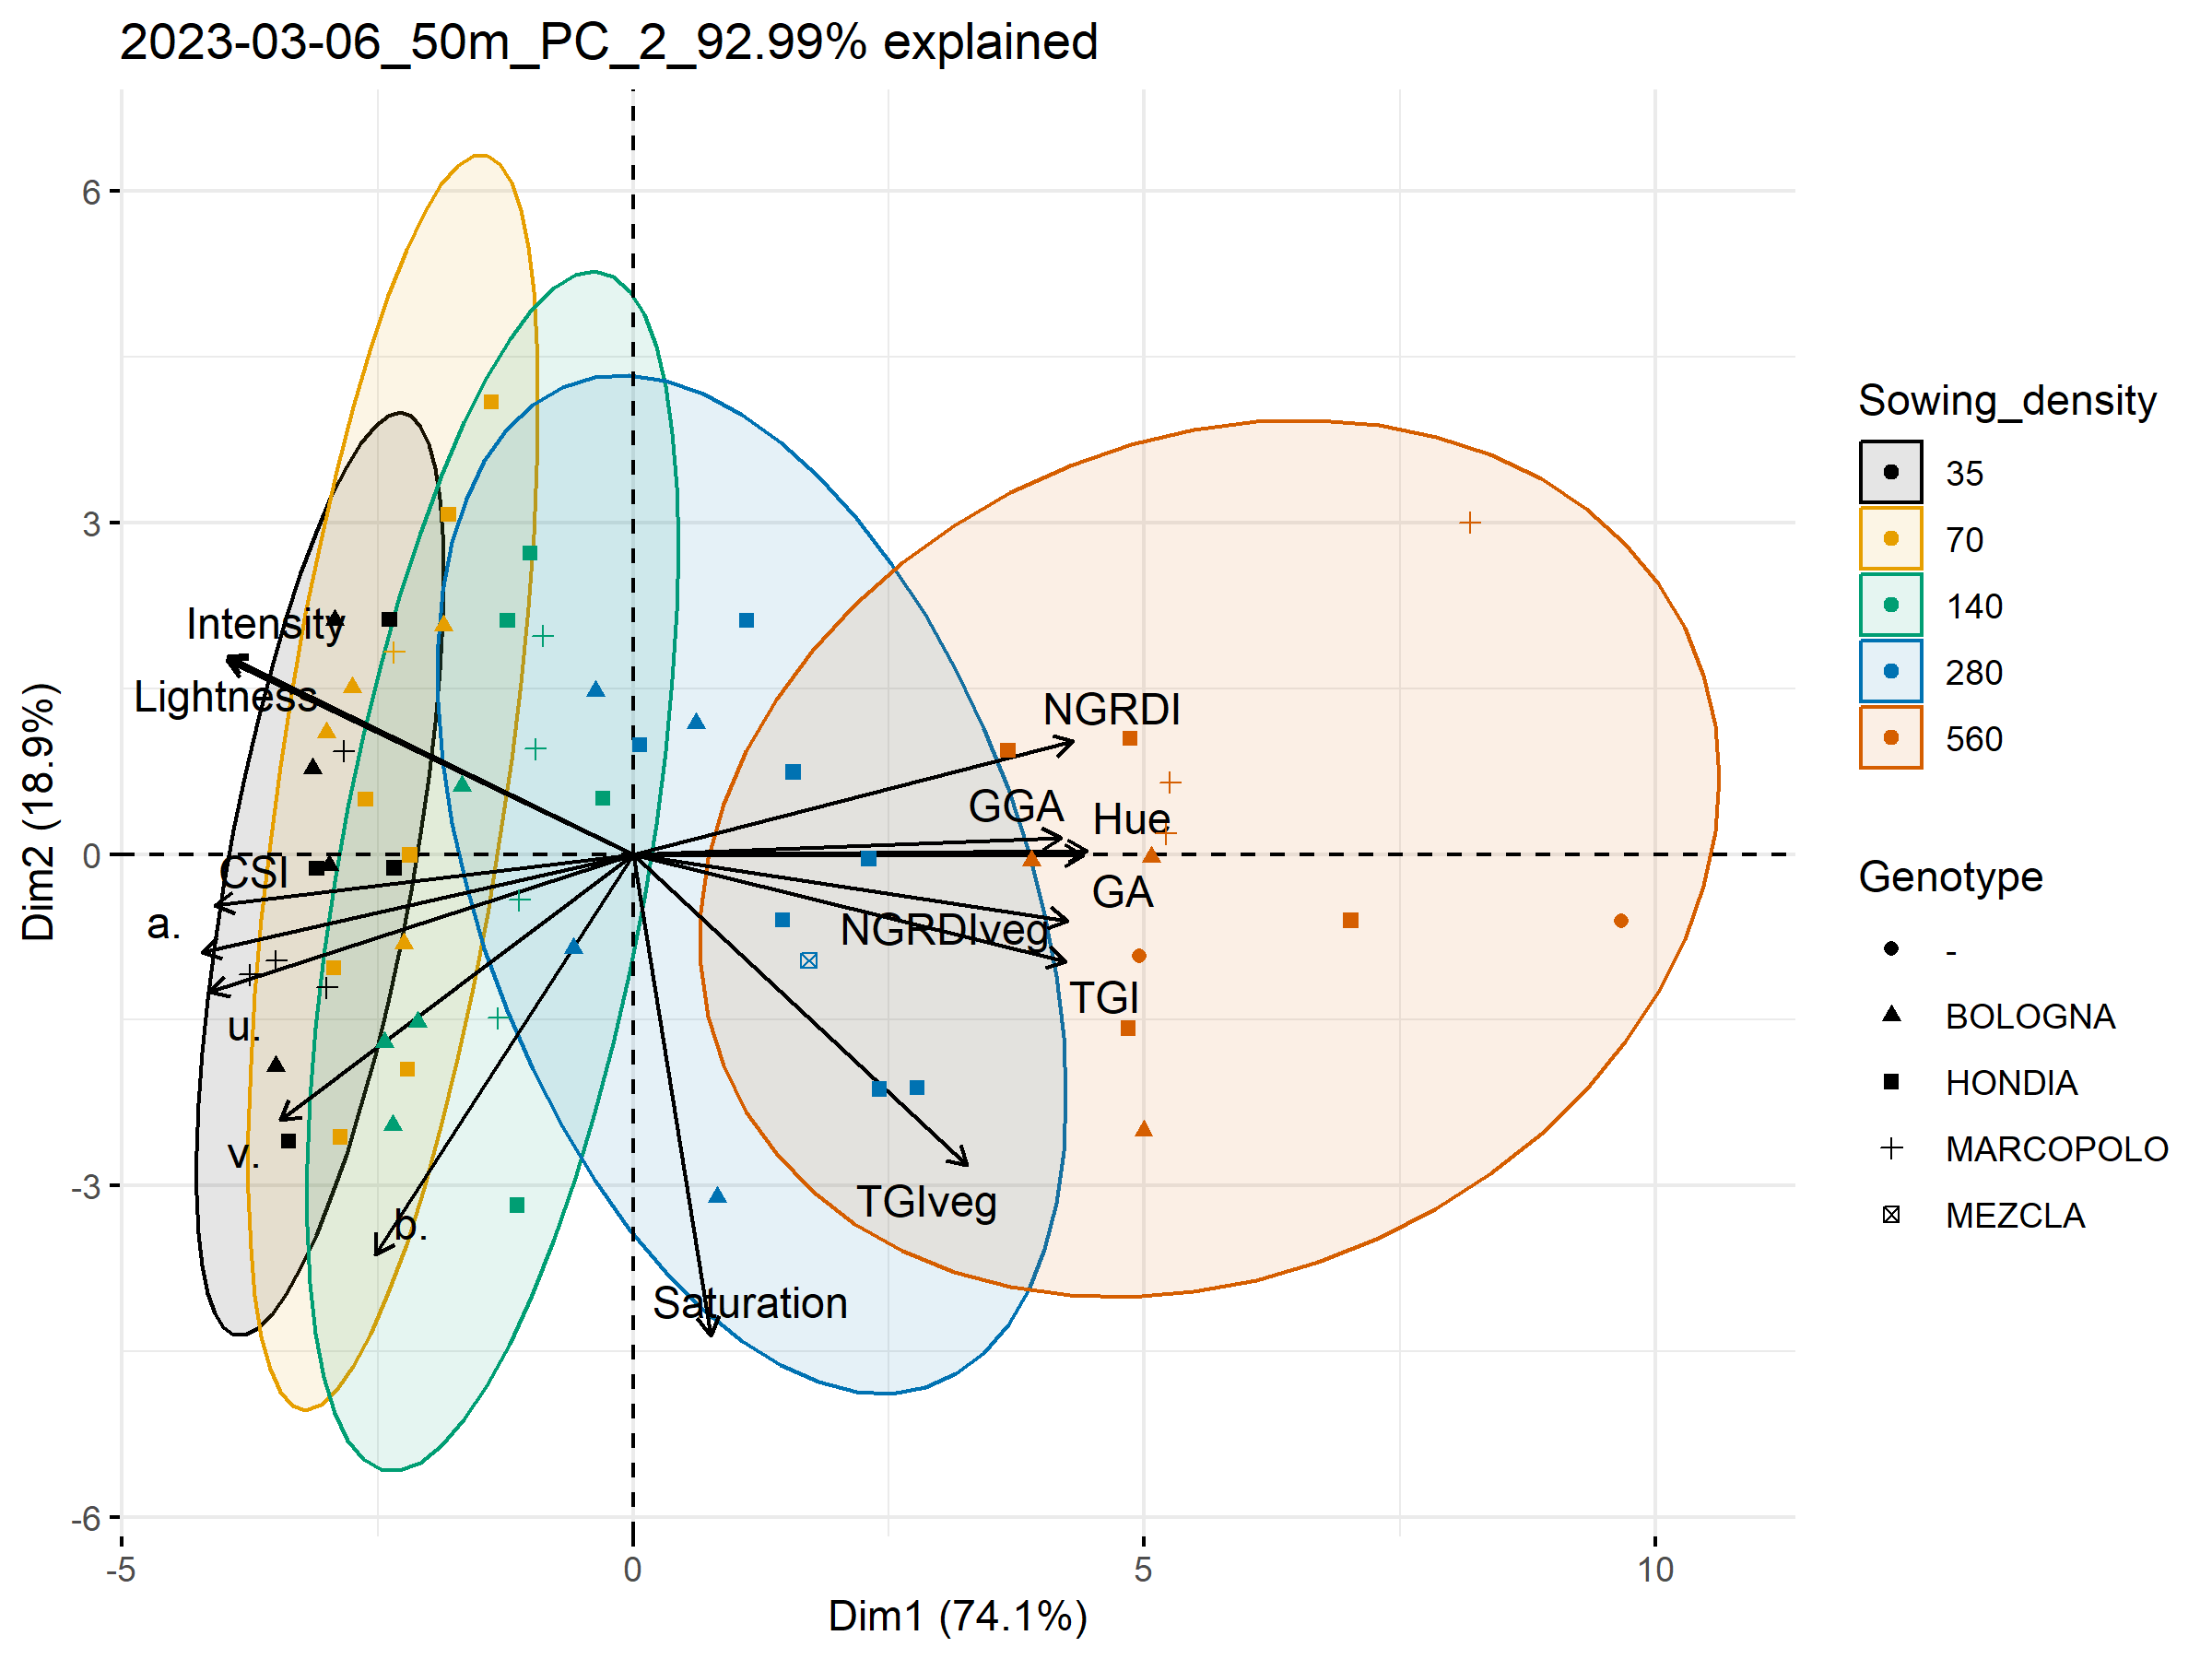 2023-03-06_50m_PC_2_92.99% explained
6
3
0
-3
-6
-5
0
5
10
Dim2 (18.9%)
Dim1 (74.1%)
Intensity
Lightness
CSI
a.
u.
v.
b.
NGRDI
GGA
Hue
GA
NGRDIveg
TGI
TGIveg
Saturation
Sowing_density
35
70
140
280
560
Genotype
-
BOLOGNA
HONDIA
MARCOPOLO
MEZCLA